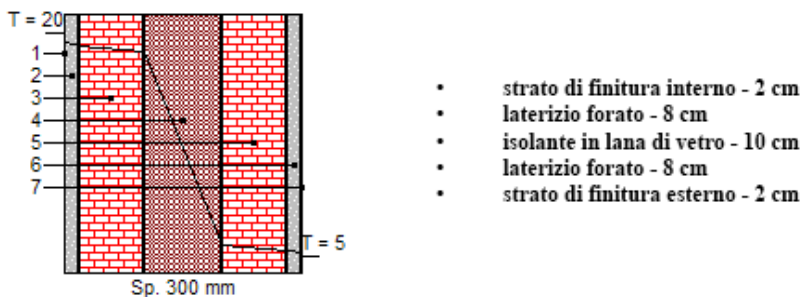 T = 20
1
2
3
4
5
6
7
T = 5
Sp. 300 mm
• strato di finitura interno - 2 cm
• laterizio forato - 8 cm
• isolante in lana di vetro - 10 cm
• laterizio forato - 8 cm
• strato di finitura esterno - 2 cm